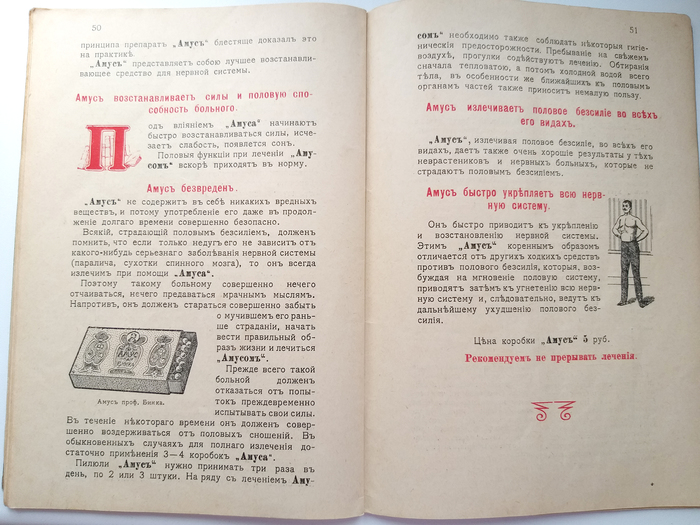 50
принципа препаратъ „Амусъ“ блестяще доказалъ это
на практикѣ.
„Амусъ“ представляетъ собою лучшее возстанавли-
вающее средство для нервной системы.
Амусъ возстанавливаетъ силы и половую спо-
собность больного.
Подъ вліяніемъ „Амуса“ начинаютъ
быстро возстанавливаться силы, исче-
заетъ слабость, появляется сонъ.
Половыя функціи при леченіи „Аму-
сомъ“ вскорѣ приходятъ въ норму.
Амусъ безвреденъ.
„Амусъ“ не содержитъ въ себѣ никакихъ вредныхъ
веществъ, и потому употребленіе его даже въ продол-
женіе долгаго времени совершенно безопасно.
Всякій, страдающій половымъ безсиліемъ, долженъ
помнить, что если только недугъ его не зависитъ отъ
какого-нибудь серьезнаго заболѣванія нервной системы
(паралича, сухотки спинного мозга), то онъ всегда
излечимъ при помощи „Амуса“.
Поэтому такому больному совершенно нечего
отчаиваться, нечего предаваться мрачнымъ мыслямъ.
Напротивъ, онъ долженъ стараться совершенно забыть
о мучившемъ его рань-
ше страданіи, начать
вести правильный об-
разъ жизни и лечиться
„Амусомъ“.
Прежде всего такой
больной долженъ
отказаться отъ попы-
токъ преждевременно
испытывать свои силы.
АМУСЪ
Амусъ проф. Бикка.
Въ теченіе нѣкотораго времени онъ долженъ совер-
шенно воздерживаться отъ половыхъ сношеній. Въ
обыкновенныхъ случаяхъ для полнаго излеченія до-
статочно примѣненія 3—4 коробокъ „Амуса“.
Пилюли „Амусъ“ нужно принимать три раза въ
день, по 2 или 3 штуки. На ряду съ леченіемъ Аму-
51
сомъ“ необходимо также соблюдать нѣкоторыя гигіе-
ническія предосторожности. Пребываніе на свѣжемъ
воздухѣ, прогулки содѣйствуютъ леченію. Обтиранія
сначала тепловатою, а потомъ холодной водой всего
тѣла, въ особенности же ближайшихъ къ половымъ
органамъ частей также приноситъ немалую пользу.
Амусъ излечиваетъ половое безсиліе во всѣхъ
его видахъ.
„Амусъ“, излечивая половое безсиліе, во всѣхъ его
видахъ, даетъ также очень хорошіе результаты у тѣхъ
неврастениковъ и нервныхъ больныхъ, которые не
страдаютъ половымъ безсиліемъ.
Амусъ быстро укрѣпляетъ всю нерв-
ную систему.
Онъ быстро приводитъ къ укрѣпленію
и возстановленію нервной системы.
Этимъ „Амусъ“ кореннымъ образомъ
отличается отъ другихъ ходкихъ средствъ
противъ полового безсилія, которыя, воз-
буждая на мгновеніе половую систему,
приводятъ затѣмъ къ угнетенію всю нерв-
ную систему и, слѣдовательно, ведутъ къ
дальнѣйшему ухудшенію полового без-
силія.
Цѣна коробки „Амусъ“ 5 руб.
Рекомендуемъ не прерывать леченія.